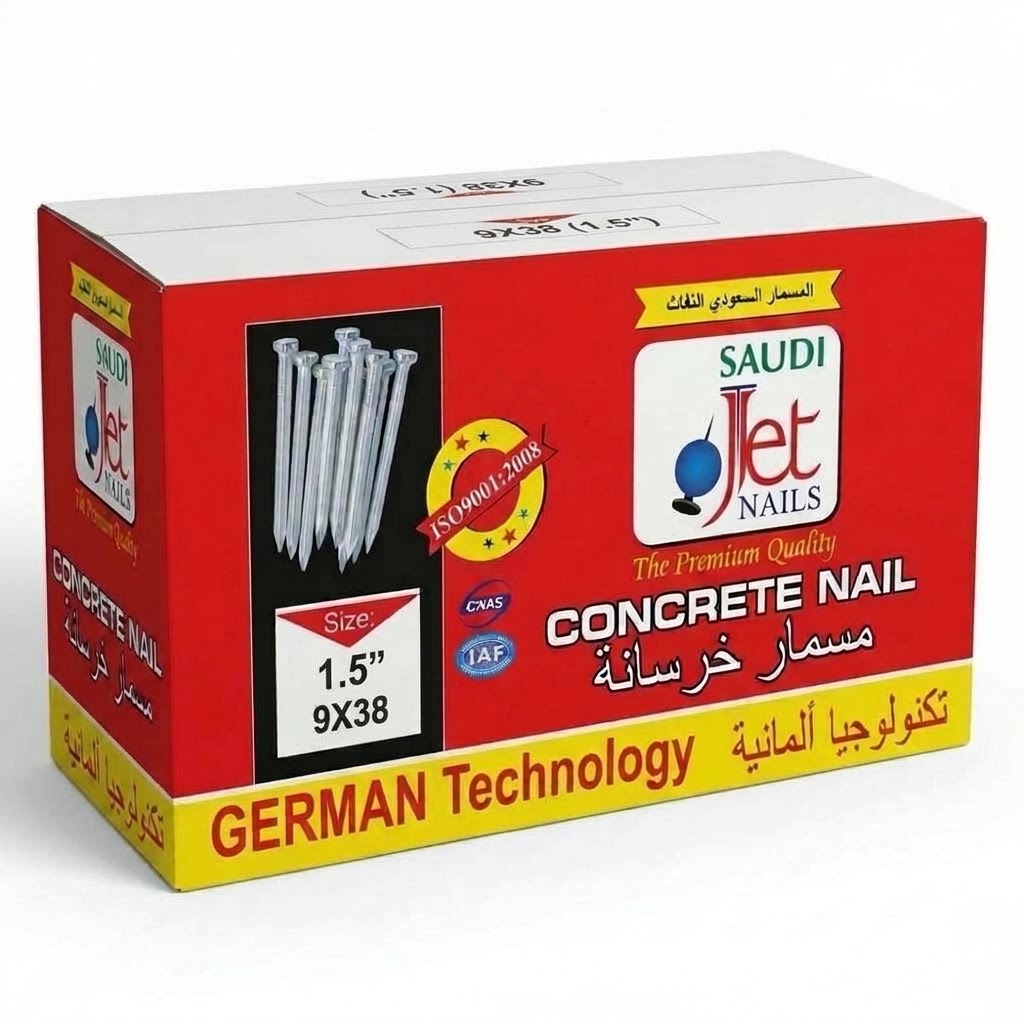 9X38 (1.5")
9X38 (1.5")
المسمار السعودي النفاث
SAUDI
Jet
NAILS
The Premium Quality
CONCRETE NAIL
مسمار خرسانة
ISO9001:2008
CNAS
IAF
Size:
1.5”
9X38
GERMAN Technology
تكنولوجيا ألمانية
SAUDI
Jet
NAILS
The Premium Quality
CONCRETE NAIL
مسمار خرسانة
تكنولوجيا ألمانية